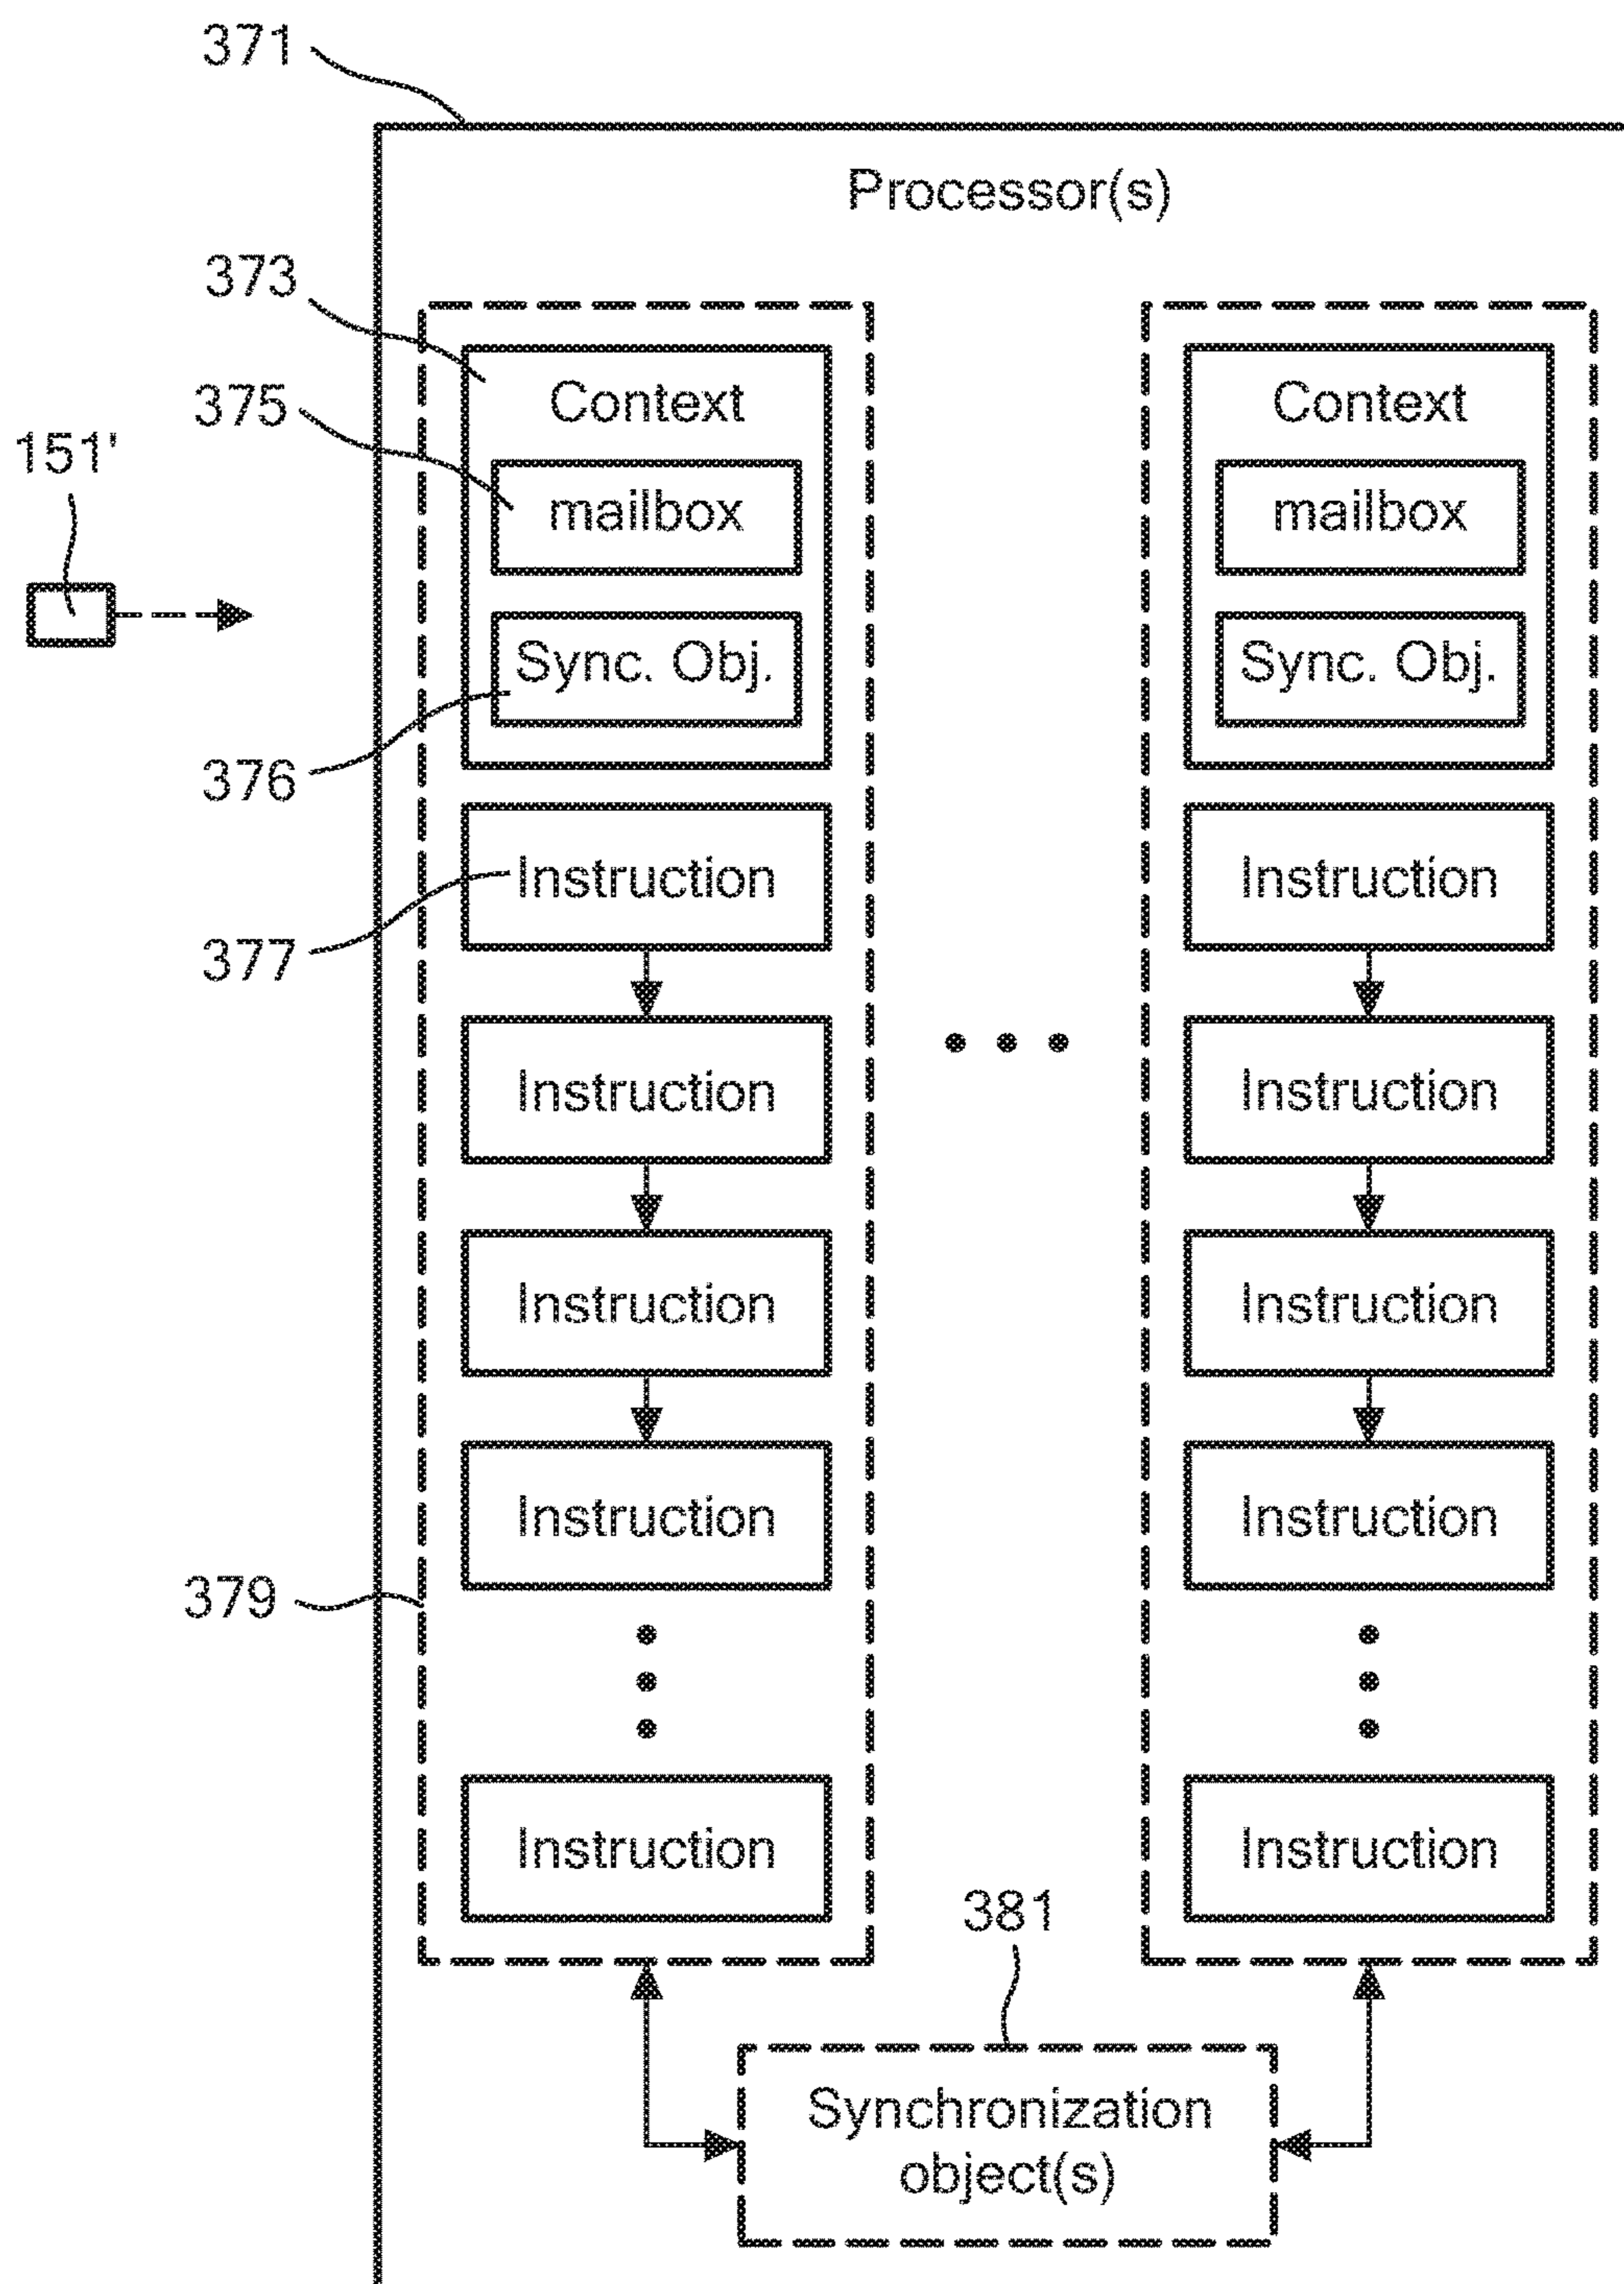 371
Processor(s)
373
Context
Context
375
151'
mailbox
mailbox
Sync. Obj.
Sync. Obj.
376
Instruction
Instruction
377
Instruction
Instruction
Instruction
Instruction
Instruction
Instruction
379
Instruction
Instruction
381
Synchronization
object(s)